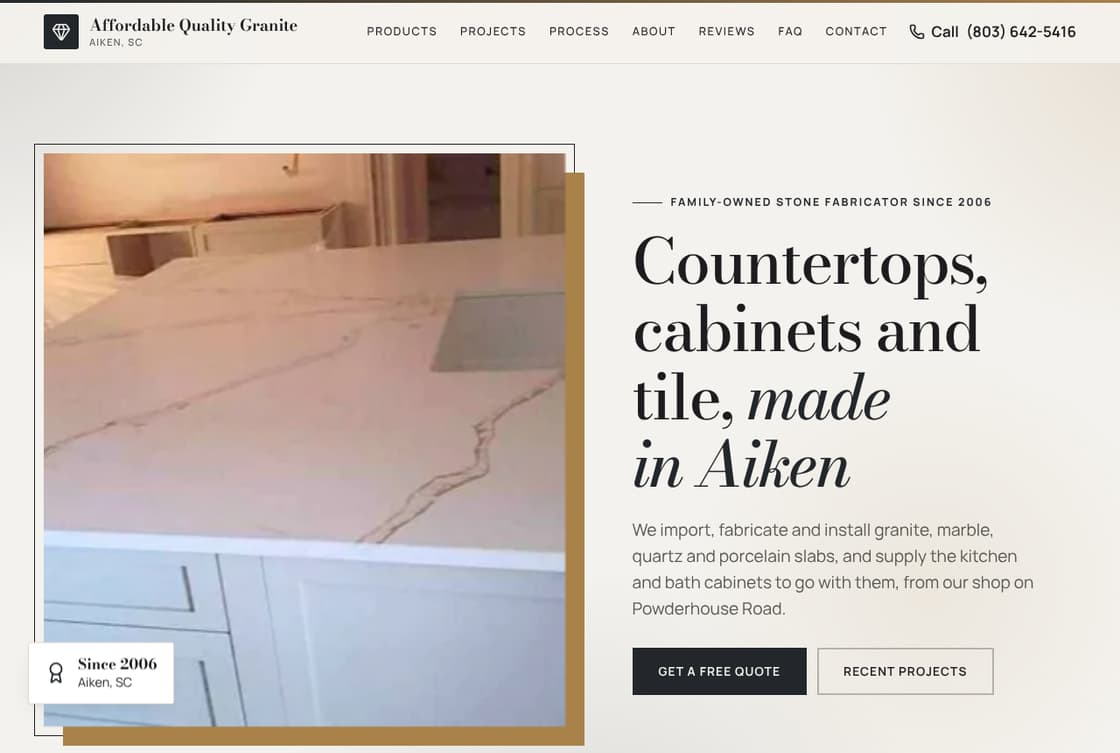 Affordable Quality Granite
AIKEN, SC
PRODUCTS PROJECTS PROCESS ABOUT REVIEWS FAQ CONTACT Call (803) 642-5416
FAMILY-OWNED STONE FABRICATOR SINCE 2006
Countertops,
cabinets and
tile, made
in Aiken
We import, fabricate and install granite, marble,
quartz and porcelain slabs, and supply the kitchen
and bath cabinets to go with them, from our shop on
Powderhouse Road.
GET A FREE QUOTE RECENT PROJECTS
Since 2006
Aiken, SC